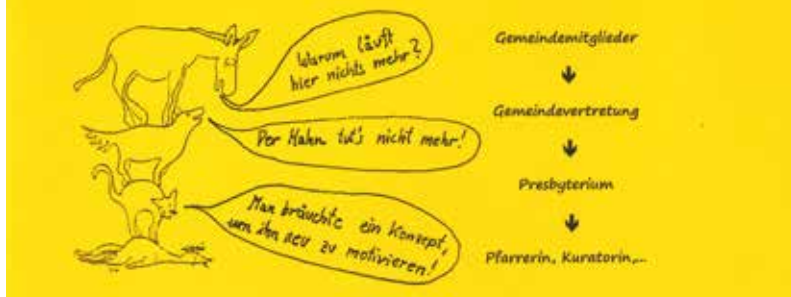 Warum läuft
hier nichts mehr?
Der Hahn tut's nicht mehr!
Man bräuchte ein Konzept,
um ihn neu zu motivieren!
Gemeindemitglieder
Gemeindevertretung
Presbyterium
Pfarrerin, Kuratorin,...